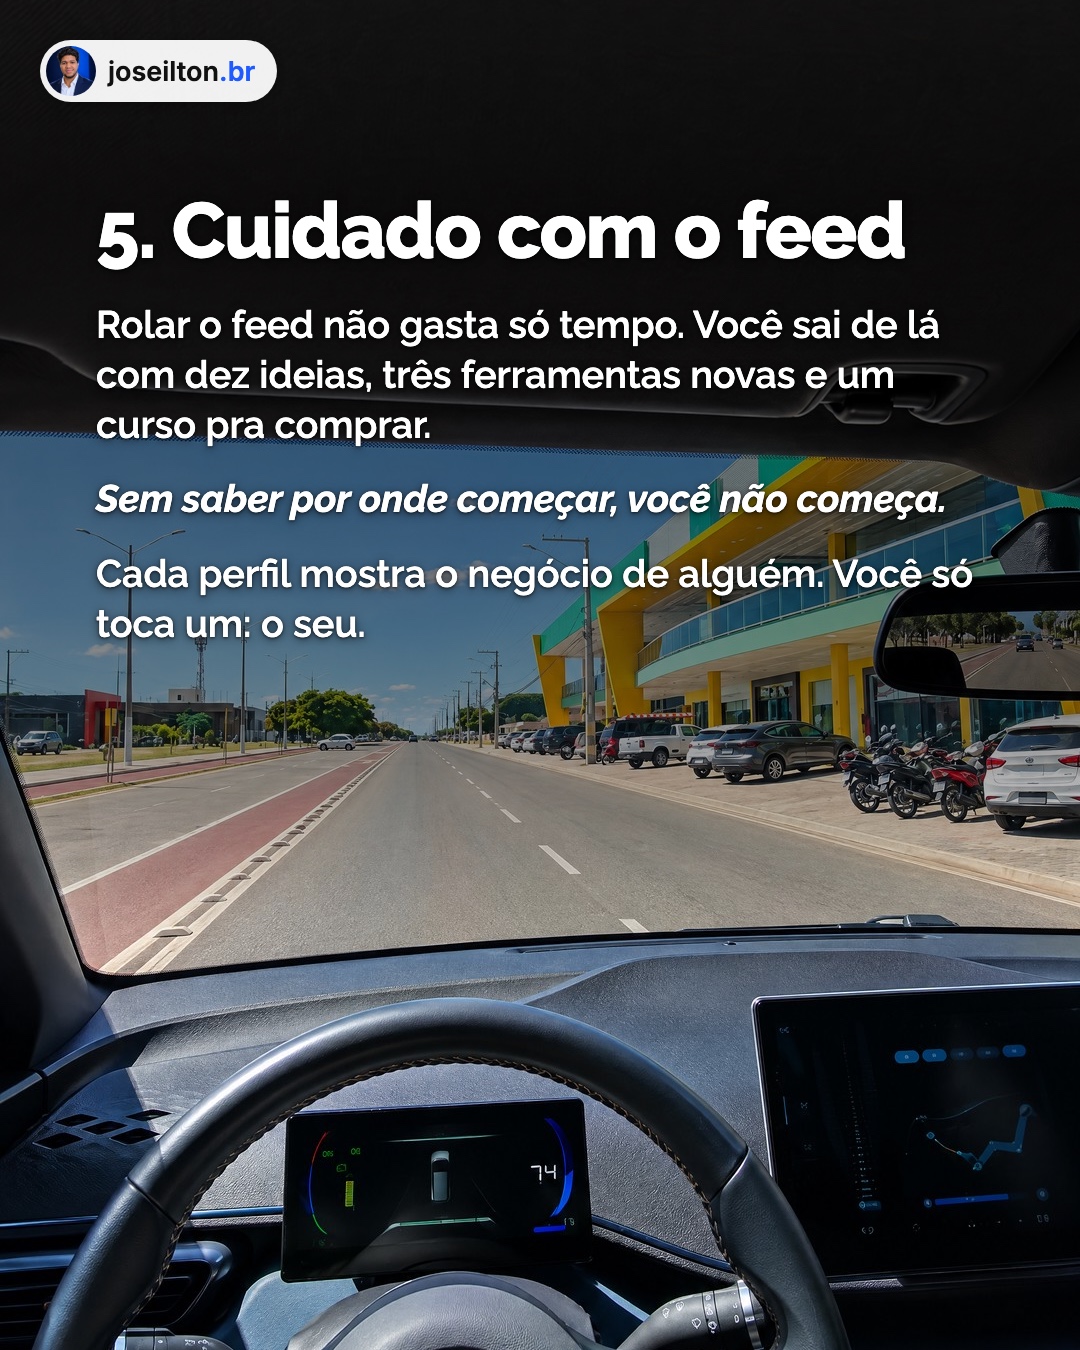 joseilton.br
5. Cuidado com o feed
Rolar o feed não gasta só tempo. Você sai de lá
com dez ideias, três ferramentas novas e um
curso pra comprar.
Sem saber por onde começar, você não começa.
Cada perfil mostra o negócio de alguém. Você só
toca um: o seu.
74